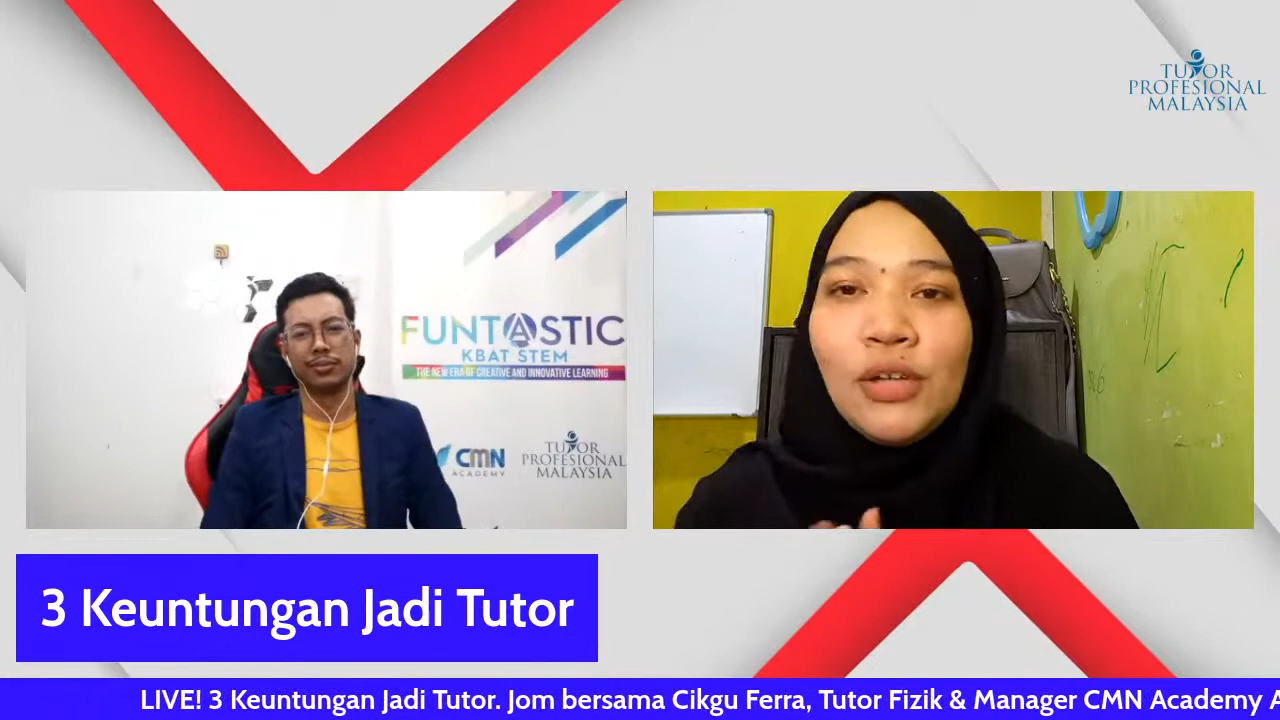 TUTOR
PROFESIONAL
MALAYSIA
FUNTASTIC
KBAT STEM
THE NEW ERA OF CREATIVE AND INNOVATIVE LEARNING
CMN
ACADEMY
TUTOR
PROFESIONAL
MALAYSIA
3 Keuntungan Jadi Tutor
LIVE! 3 Keuntungan Jadi Tutor. Jom bersama Cikgu Ferra, Tutor Fizik & Manager CMN Academy A